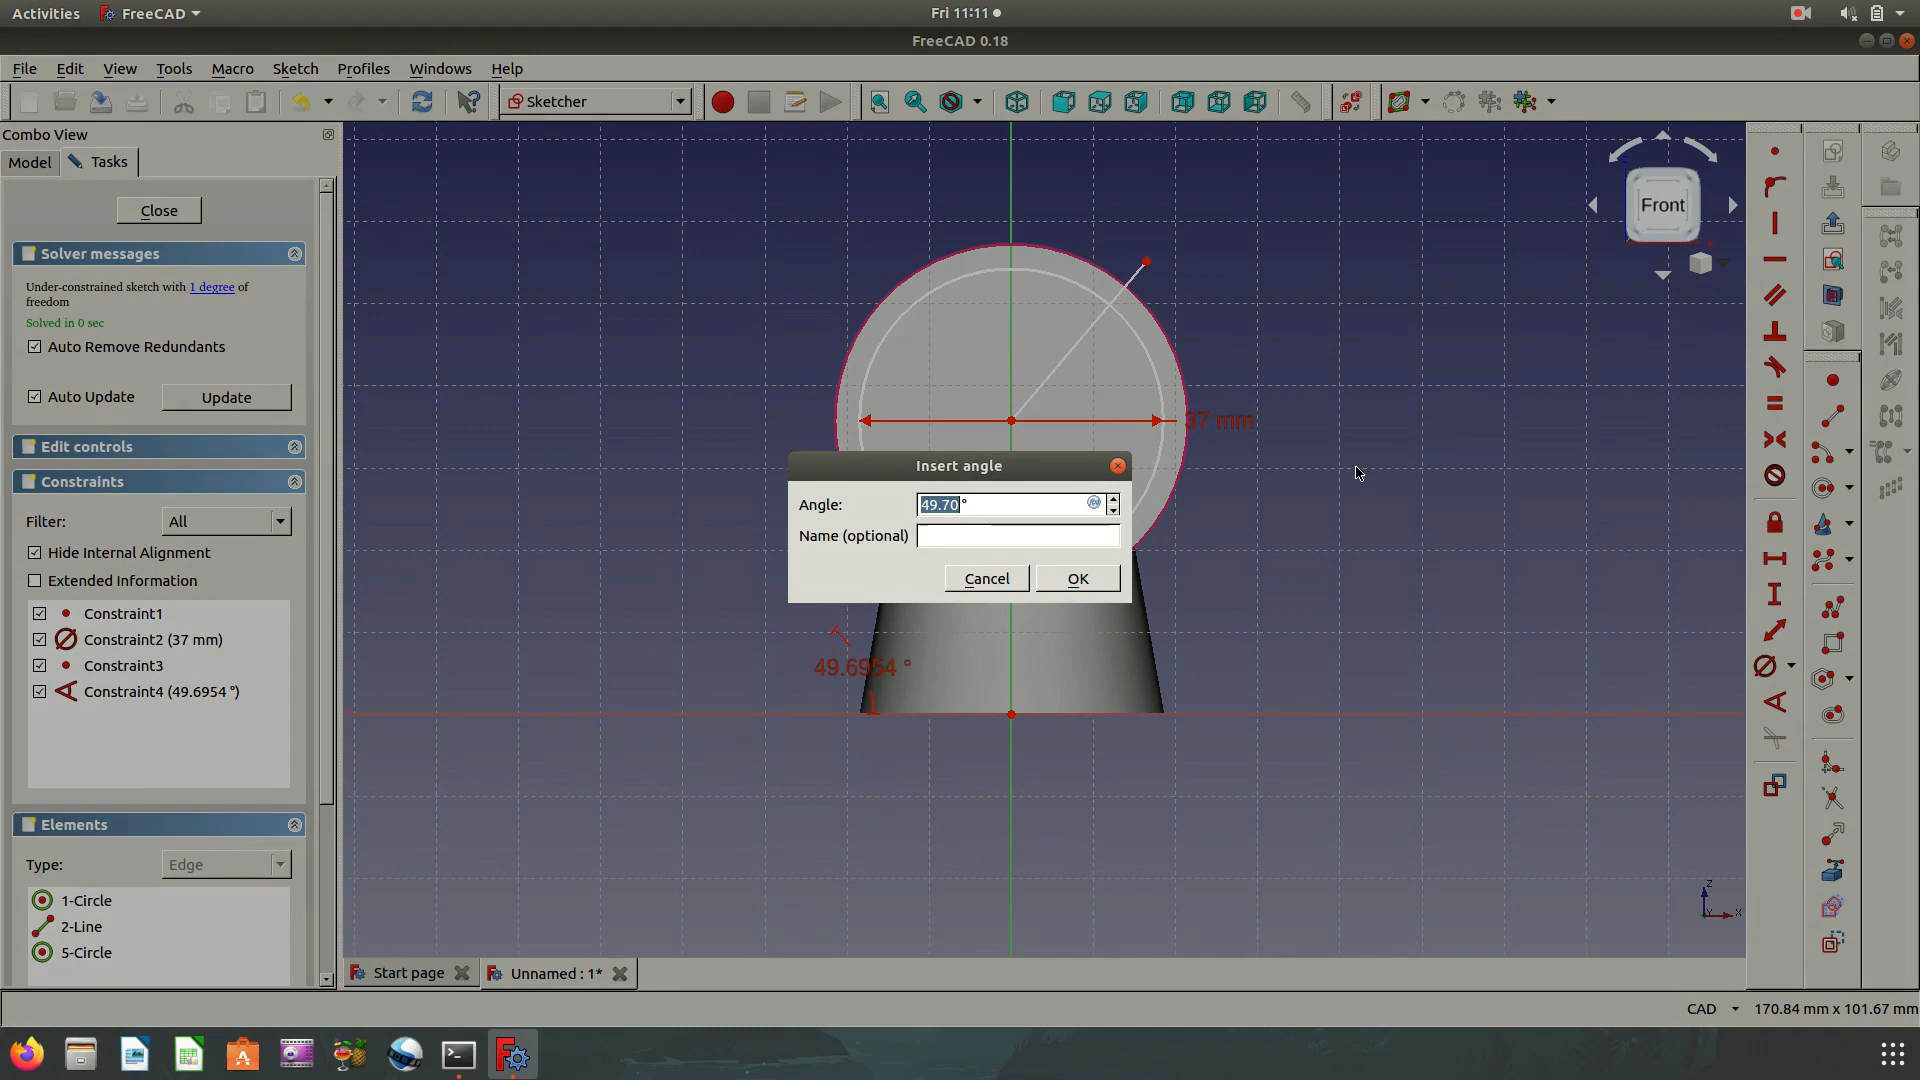 Activities FreeCAD Fri 11:11
FreeCAD 0.18
File Edit View Tools Macro Sketch Profiles Windows Help
Sketcher
Combo View
Model Tasks
Close
Solver messages
Under-constrained sketch with 1 degree of
freedom
Solved in 0 sec
Auto Remove Redundants
Auto Update Update
Edit controls
Constraints
Filter: All
Hide Internal Alignment
Extended Information
Constraint1
Constraint2 (37 mm)
Constraint3
Constraint4 (49.6954 °)
Elements
Type: Edge
1-Circle
2-Line
5-Circle
Front
37 mm
Insert angle
Angle: 49.70 °
Name (optional)
Cancel OK
49.6954 °
Z
Y X
Start page Unnamed : 1*
CAD 170.84 mm x 101.67 mm